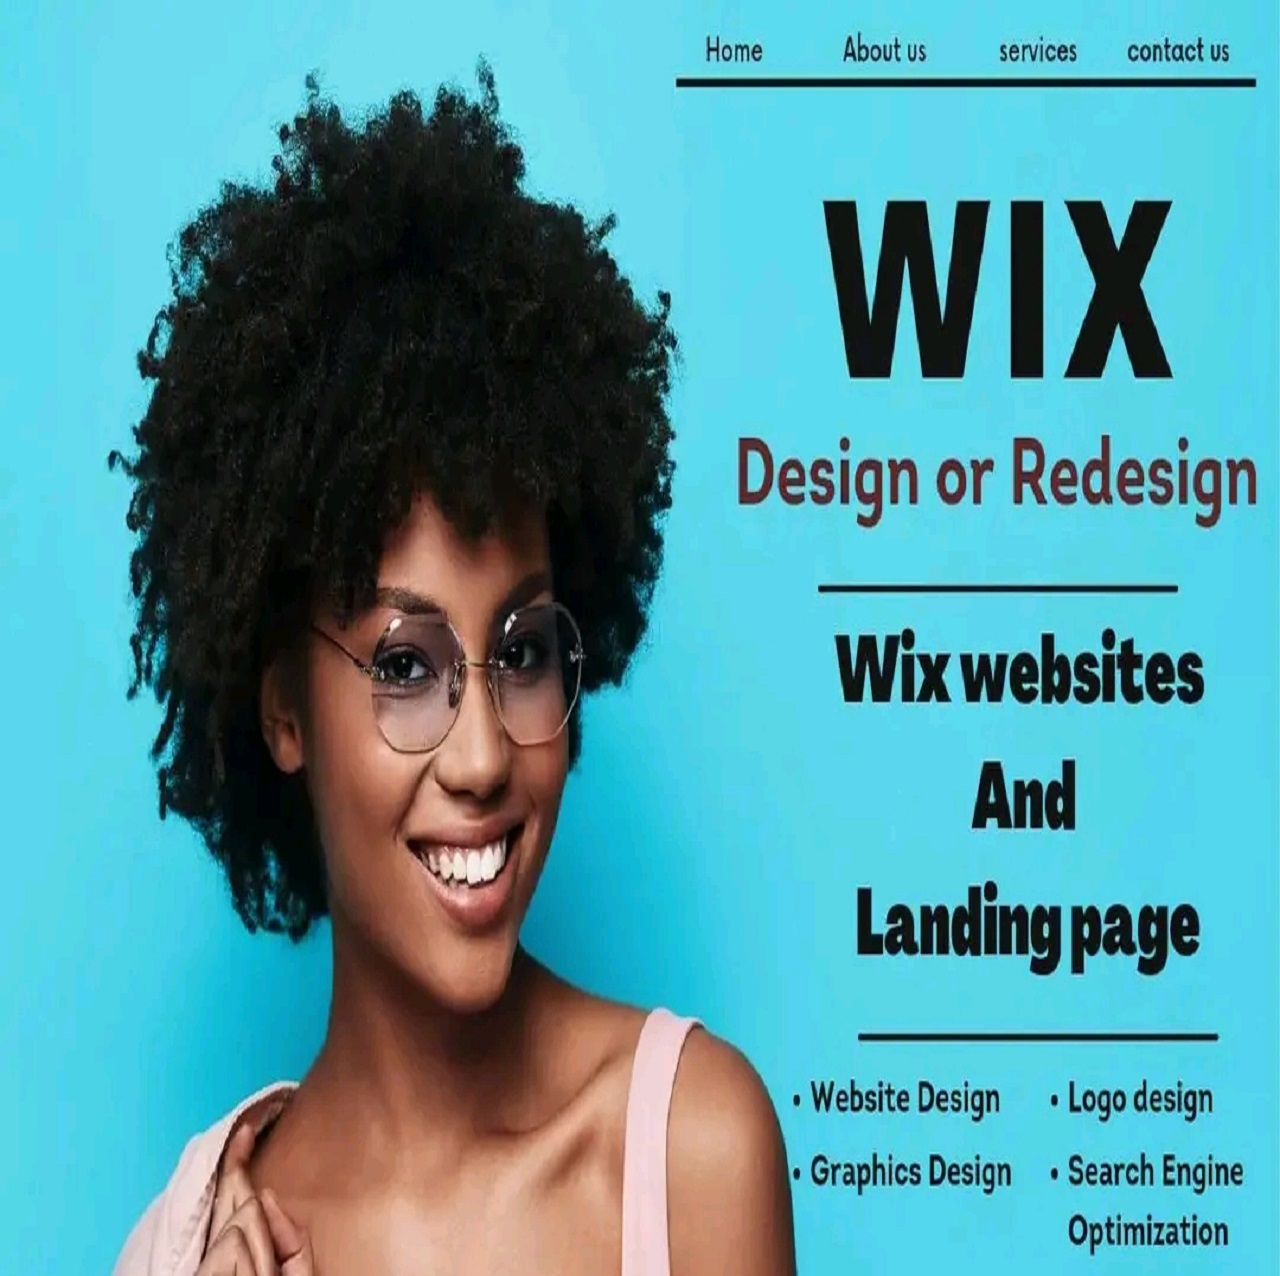 Home About us services contact us
WIX
Design or Redesign
Wix websites
And
Landing page
• Website Design
• Graphics Design
• Logo design
• Search Engine
Optimization